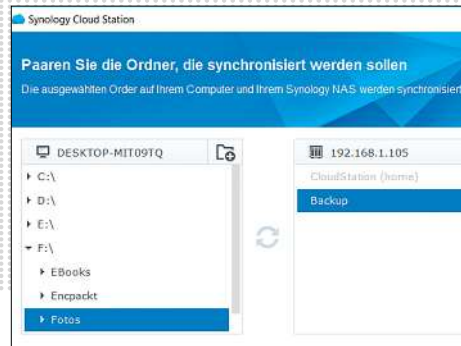 Synology Cloud Station
Paaren Sie die Ordner, die synchronisiert werden sollen
Die ausgewählten Order auf Ihrem Computer und Ihrem Synology NAS werden synchronisiert
DESKTOP-MIT09TQ
C:\
D:\
E:\
F:\
EBooks
Encpackt
Fotos
192.168.1.105
CloudStation (home)
Backup